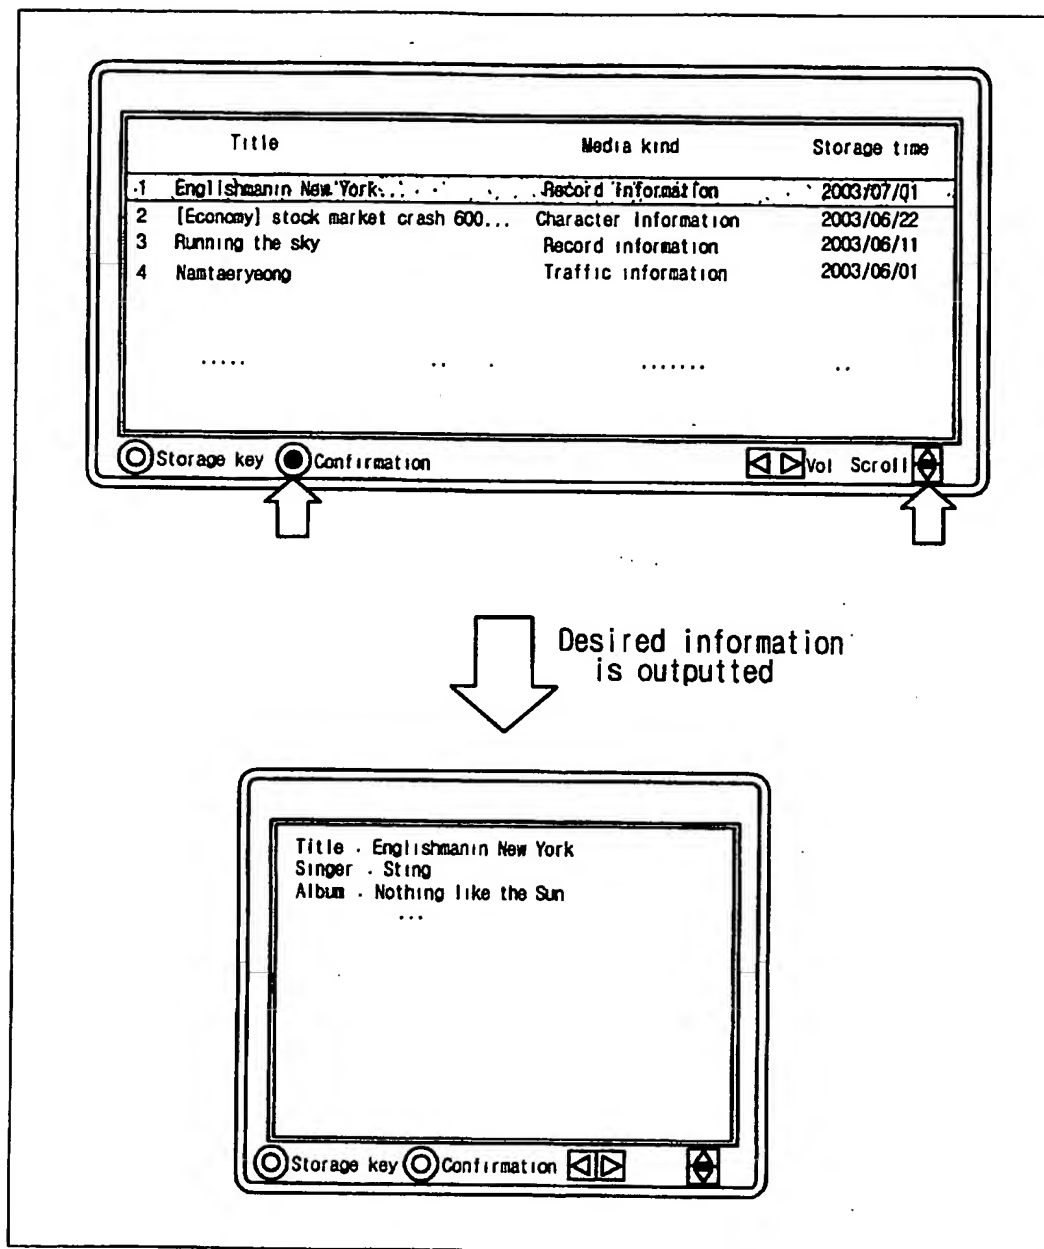 Title Media kind Storage time
1 Englishmanin New York Record information 2003/07/01
2 [Economy] stock market crash 600... Character information 2003/06/22
3 Running the sky Record information 2003/06/11
4 Namtaeryeong Traffic information 2003/06/01
..... .. . ....... ..
Storage key Confirmation Vol Scroll
Desired information
is outputted
Title . Englishmanin New York
Singer . Sting
Album . Nothing like the Sun
...
Storage key Confirmation